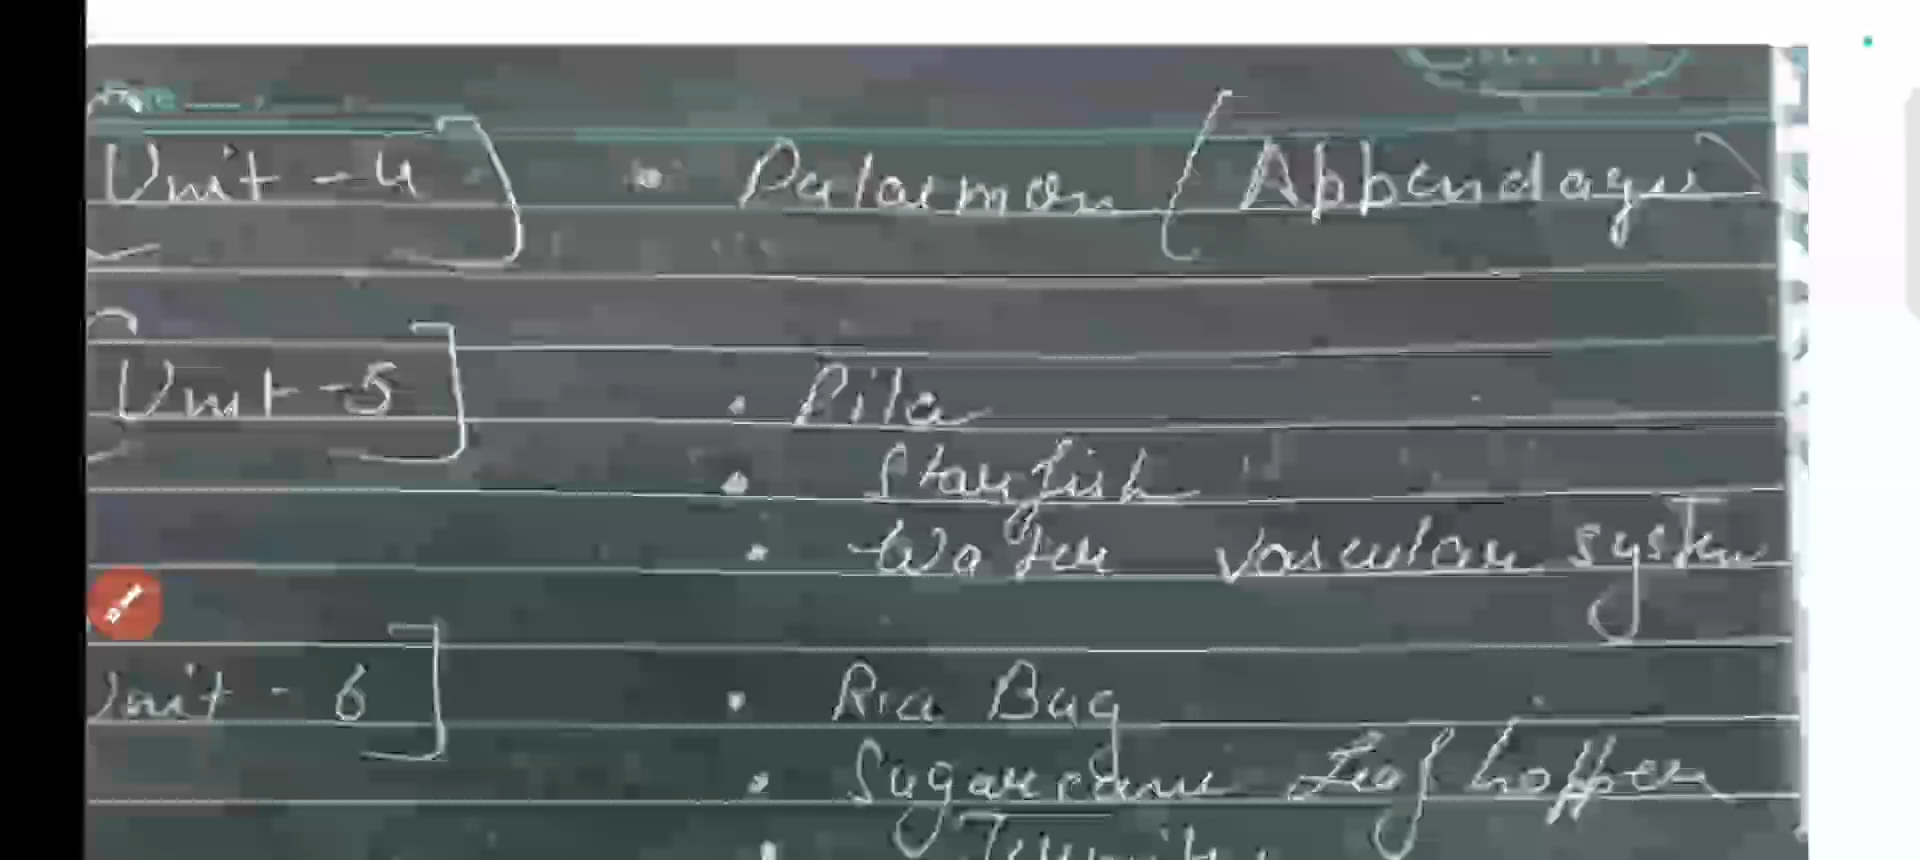 Unit - 4 • Palaemon (Appendages)
Unit - 5 • Pila
• Starfish
• Water vascular system
Unit - 6 • Rice Bug
• Sugarcane Leaf hopper